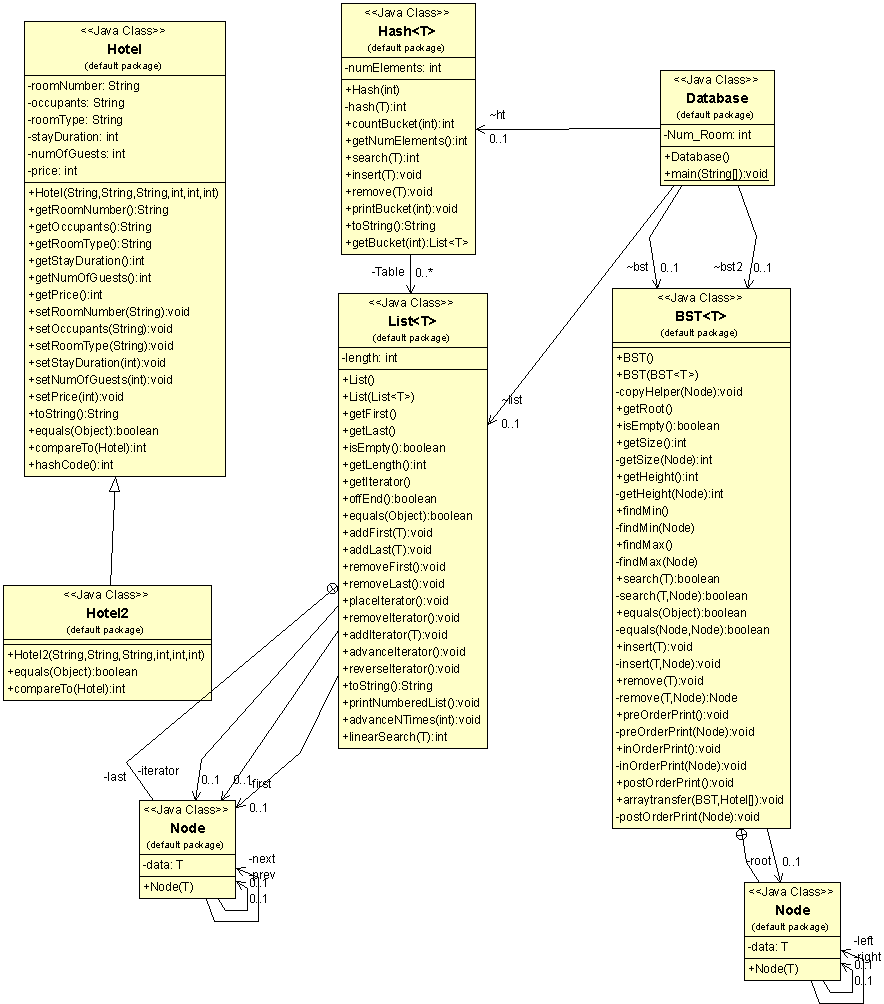 <<Java Class>>
Hotel
(default package)
-roomNumber: String
-occupants: String
-roomType: String
-stayDuration: int
-numOfGuests: int
-price: int
+Hotel(String,String,String,int,int,int)
+getRoomNumber():String
+getOccupants():String
+getRoomType():String
+getStayDuration():int
+getNumOfGuests():int
+getPrice():int
+setRoomNumber(String):void
+setOccupants(String):void
+setRoomType(String):void
+setStayDuration(int):void
+setNumOfGuests(int):void
+setPrice(int):void
+toString():String
+equals(Object):boolean
+compareTo(Hotel):int
+hashCode():int
<<Java Class>>
Hotel2
(default package)
+Hotel2(String,String,String,int,int,int)
+equals(Object):boolean
+compareTo(Hotel):int
<<Java Class>>
Hash<T>
(default package)
-numElements: int
+Hash(int)
-hash(T):int
+countBucket(int):int
+getNumElements():int
+search(T):int
+insert(T):void
+remove(T):void
+printBucket(int):void
+toString():String
+getBucket(int):List<T>
-Table
0..*
<<Java Class>>
List<T>
(default package)
-length: int
+List()
+List(List<T>)
+getFirst()
+getLast()
+isEmpty():boolean
+getLength():int
+getIterator()
+offEnd():boolean
+equals(Object):boolean
+addFirst(T):void
+addLast(T):void
+removeFirst():void
+removeLast():void
+placeIterator():void
+removeIterator():void
+addIterator(T):void
+advanceIterator():void
+reverseIterator():void
+toString():String
+printNumberedList():void
+advanceNTimes(int):void
+linearSearch(T):int
-last
-iterator
0..1
0..1
-first
0..1
<<Java Class>>
Node
(default package)
-data: T
+Node(T)
-next
-prev
0..1
0..1
<<Java Class>>
Database
(default package)
-Num_Room: int
+Database()
+main(String[]):void
~ht
0..1
~list
0..1
~bst
0..1
~bst2
0..1
<<Java Class>>
BST<T>
(default package)
+BST()
+BST(BST<T>)
-copyHelper(Node):void
+getRoot()
+isEmpty():boolean
+getSize():int
-getSize(Node):int
+getHeight():int
-getHeight(Node):int
+findMin()
-findMin(Node)
+findMax()
-findMax(Node)
+search(T):boolean
-search(T,Node):boolean
+equals(Object):boolean
-equals(Node,Node):boolean
+insert(T):void
-insert(T,Node):void
+remove(T):void
-remove(T,Node):Node
+preOrderPrint():void
-preOrderPrint(Node):void
+inOrderPrint():void
-inOrderPrint(Node):void
+postOrderPrint():void
+arraytransfer(BST,Hotel[]):void
-postOrderPrint(Node):void
-root
0..1
<<Java Class>>
Node
(default package)
-data: T
+Node(T)
-left
-right
0..1
0..1